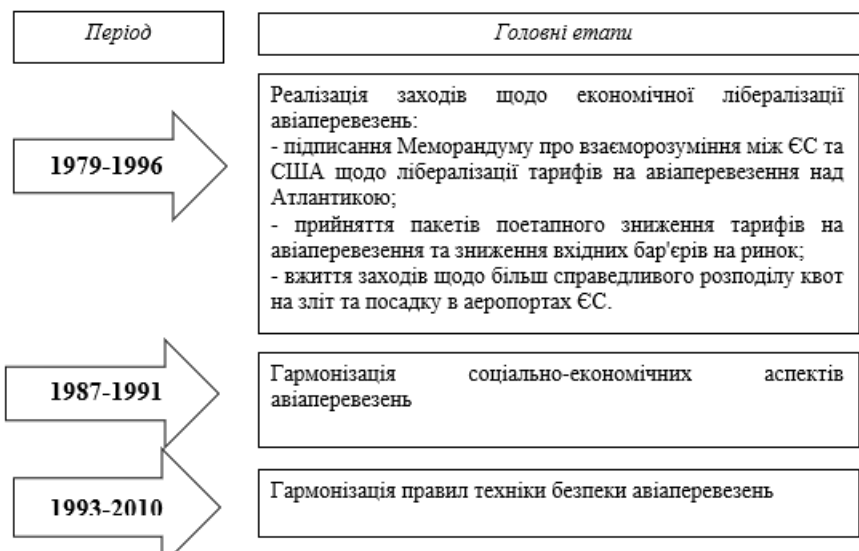 Період
Головні етапи
1979-1996
Реалізація заходів щодо економічної лібералізації
авіаперевезень:
- підписання Меморандуму про взаєморозуміння між ЄС та
США щодо лібералізації тарифів на авіаперевезення над
Атлантикою;
- прийняття пакетів поетапного зниження тарифів на
авіаперевезення та зниження вхідних бар'єрів на ринок;
- вжиття заходів щодо більш справедливого розподілу квот
на зліт та посадку в аеропортах ЄС.
1987-1991
Гармонізація соціально-економічних аспектів
авіаперевезень
1993-2010
Гармонізація правил техніки безпеки авіаперевезень